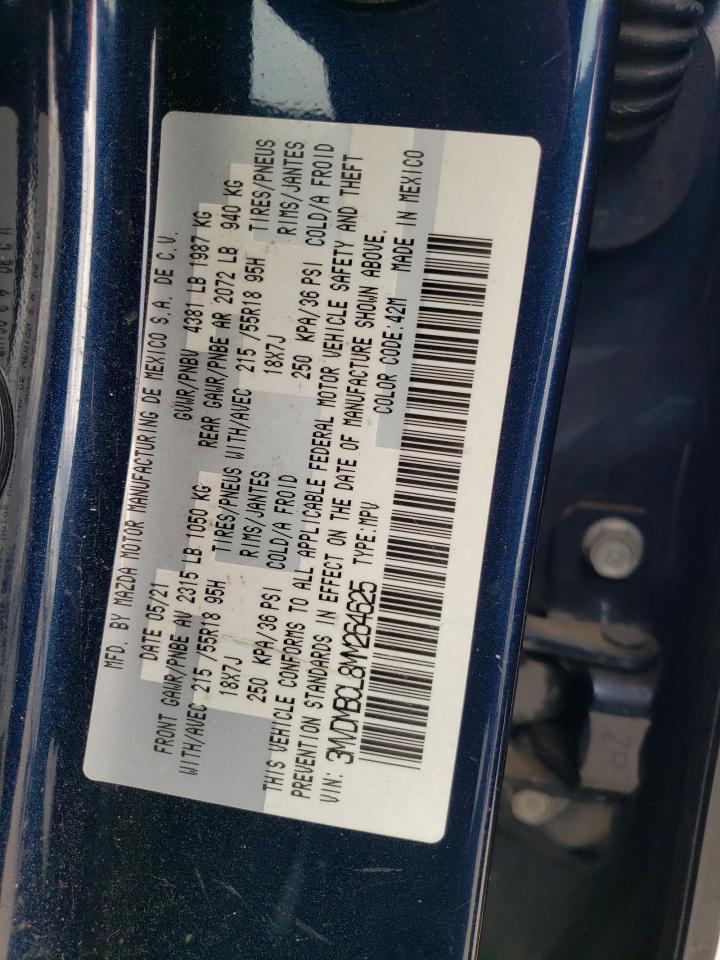 MFD. BY MAZDA MOTOR MANUFACTURING DE MEXICO S.A. DE C.V.
DATE 05/21 GVWR/PNBV 4381 LB 1987 KG
FRONT GAWR/PNBE AV 2315 LB 1050 KG REAR GAWR/PNBE AR 2072 LB 940 KG
WITH/AVEC 215 /55R18 95H TIRES/PNEUS WITH/AVEC 215 /55R18 95H TIRES/PNEUS
18X7J RIMS/JANTES 18X7J RIMS/JANTES
250 KPA/36 PSI COLD/A FROID 250 KPA/36 PSI COLD/A FROID
THIS VEHICLE CONFORMS TO ALL APPLICABLE FEDERAL MOTOR VEHICLE SAFETY AND THEFT
PREVENTION STANDARDS IN EFFECT ON THE DATE OF MANUFACTURE SHOWN ABOVE.
VIN: 3MVDMBCL8MM264625 TYPE:MPV COLOR CODE:42M MADE IN MEXICO
7R